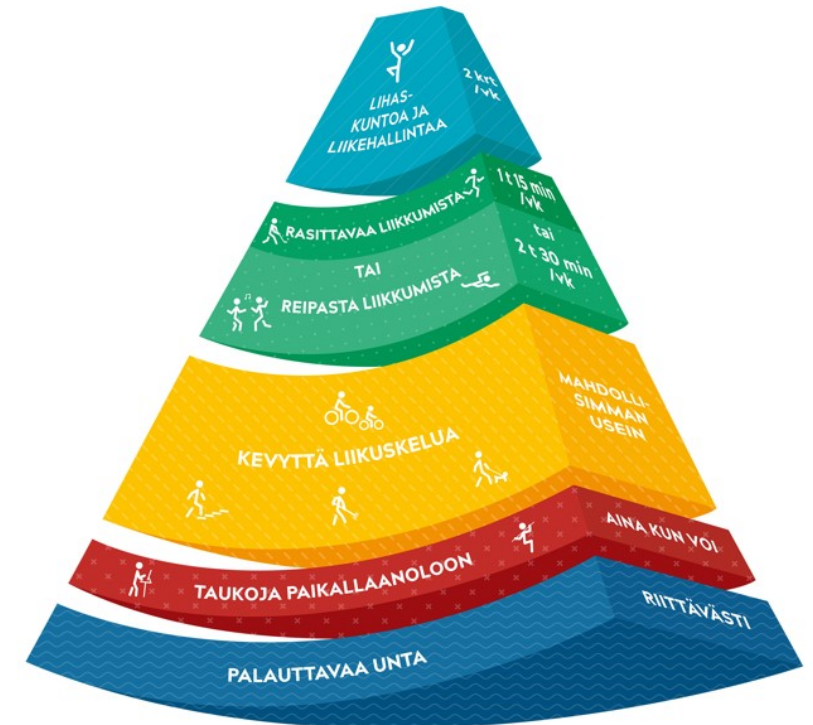 LIHAS-
KUNTOA JA
LIIKEHALLINTAA
2 krt
/vk
RASITTAVAA LIIKKUMISTA
1 t 15 min
/vk
TAI
REIPASTA LIIKKUMISTA
tai
2 t 30 min
/vk
KEVYTTÄ LIIKUSKELUA
MAHDOLLI-
SIMMAN
USEIN
TAUKOJA PAIKALLAANOLOON
AINA KUN VOI
PALAUTTAVAA UNTA
RIITTÄVÄSTI